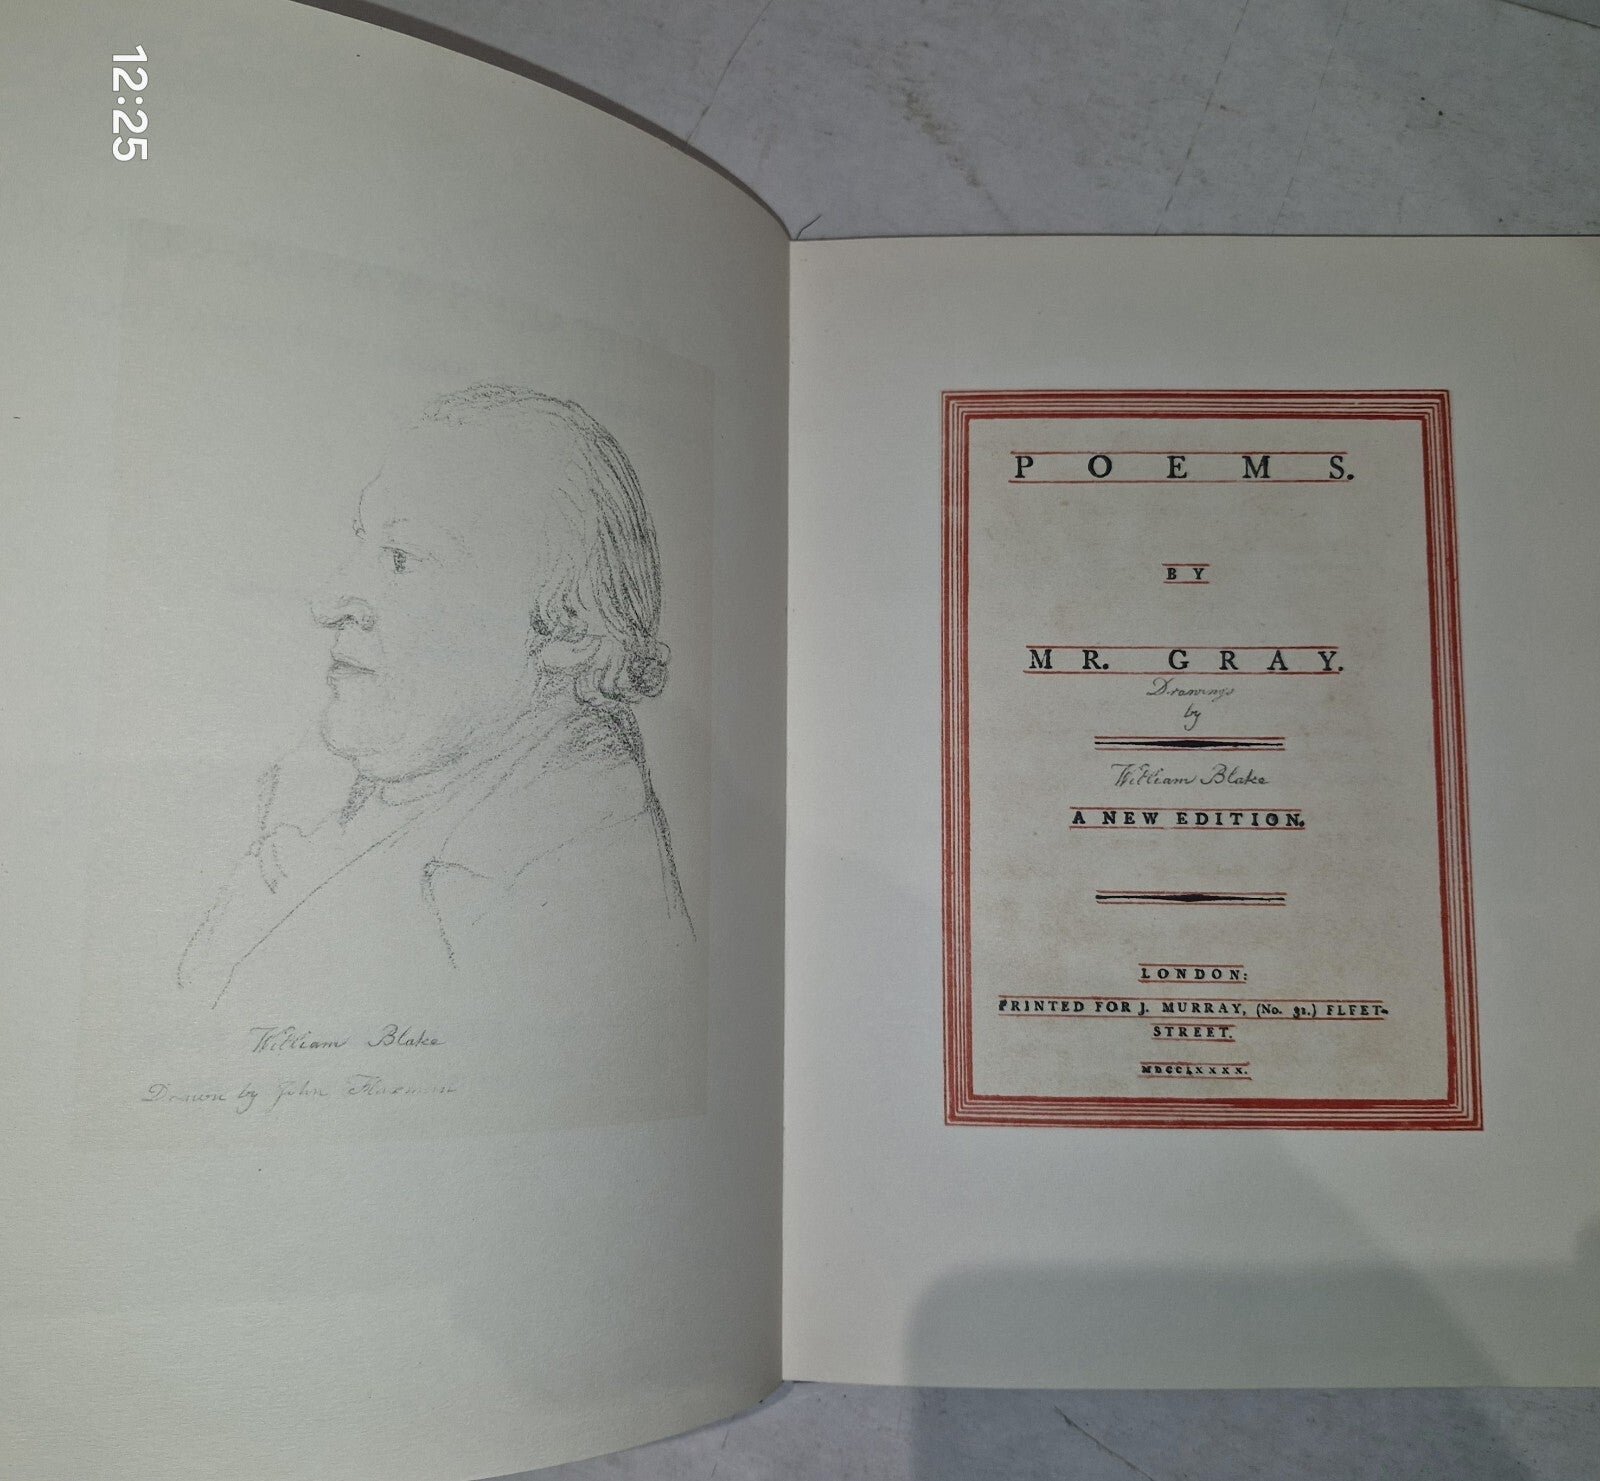 12:25
William Blake
Drawn by John Flaxman
POEMS.
BY
MR. GRAY.
Drawings
by
William Blake
A NEW EDITION.
LONDON:
PRINTED FOR J. MURRAY, (No. 32.) FLFET-
STREET.
MDCCLXXXX.